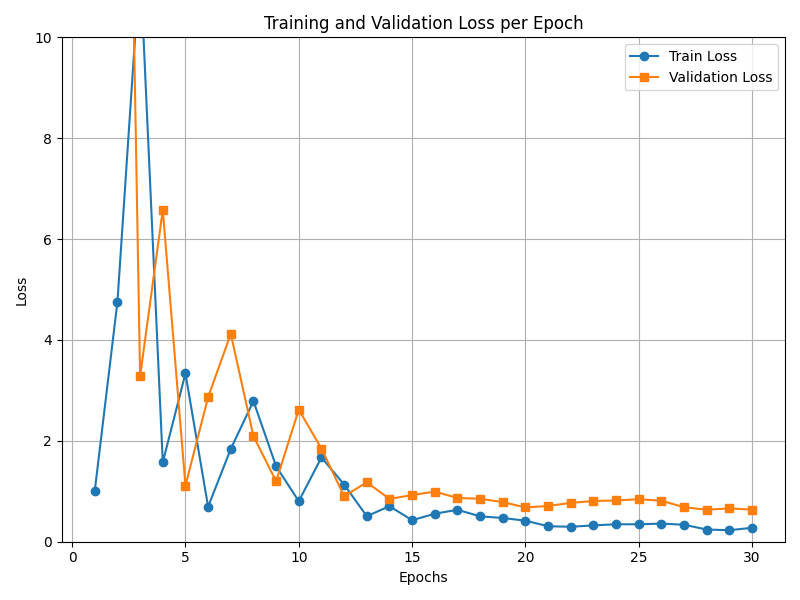 Training and Validation Loss per Epoch
Train Loss
Validation Loss
Loss
10
8
6
4
2
0
0 5 10 15 20 25 30
Epochs